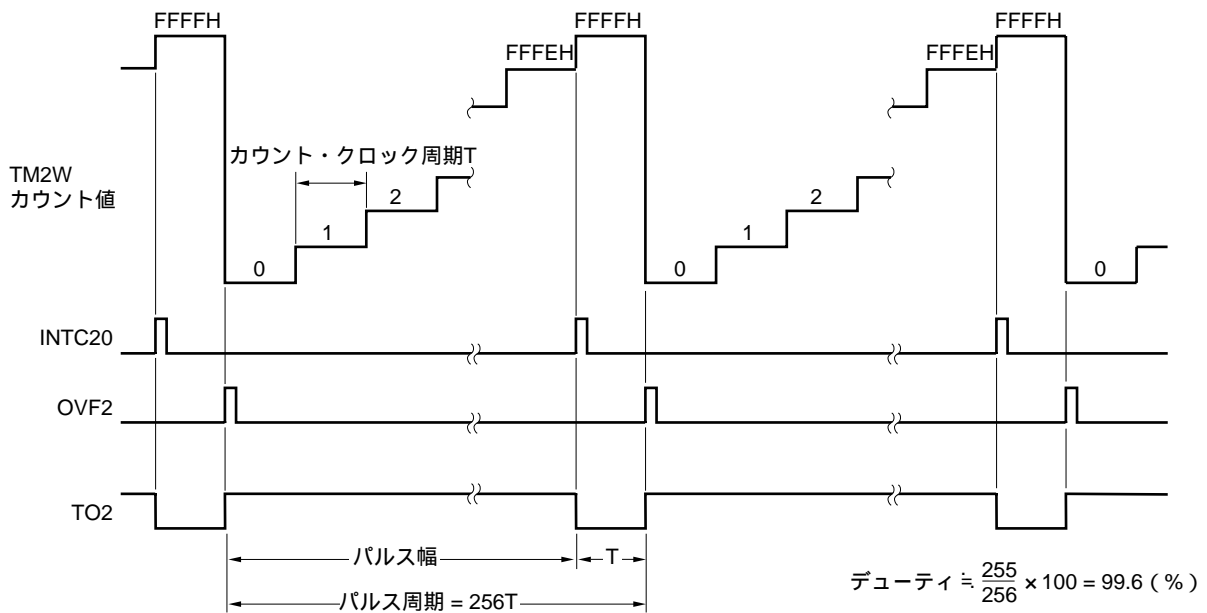 FFFFH FFFFH FFFFH
FFFEH FFFEH
カウント・クロック周期T
TM2W
カウント値
2 2
1 1
0 0 0
INTC20
OVF2
TO2
パルス幅 T
デューティ ≒ 255/256 × 100 = 99.6 ( % )
パルス周期 = 256T